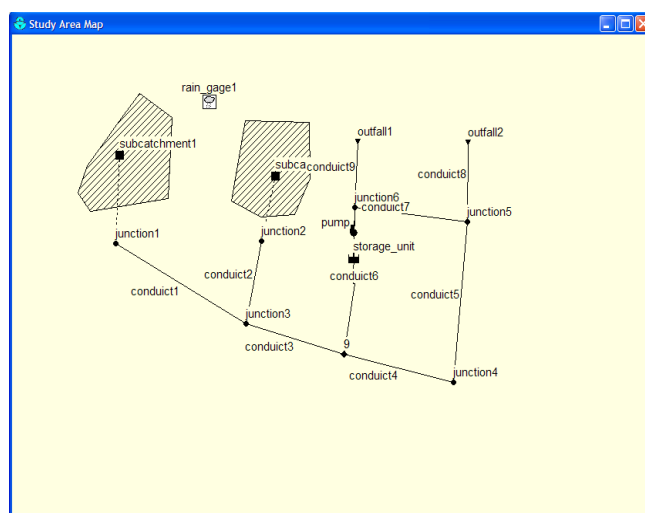 Study Area Map
rain_gage1
subcatchment1
subca
conduict9
outfall1
outfall2
conduict8
junction6
conduict7
junction5
pump
storage_unit
junction1
junction2
conduict2
conduict6
conduict1
conduict5
junction3
conduict3
9
conduict4
junction4